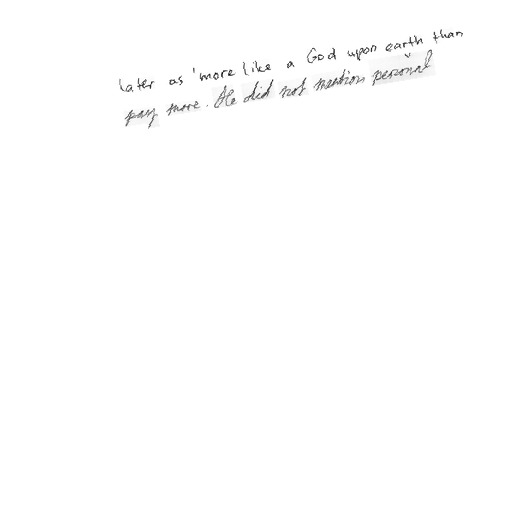 later as 'more like a God upon earth than
pay more. He did not mention personal